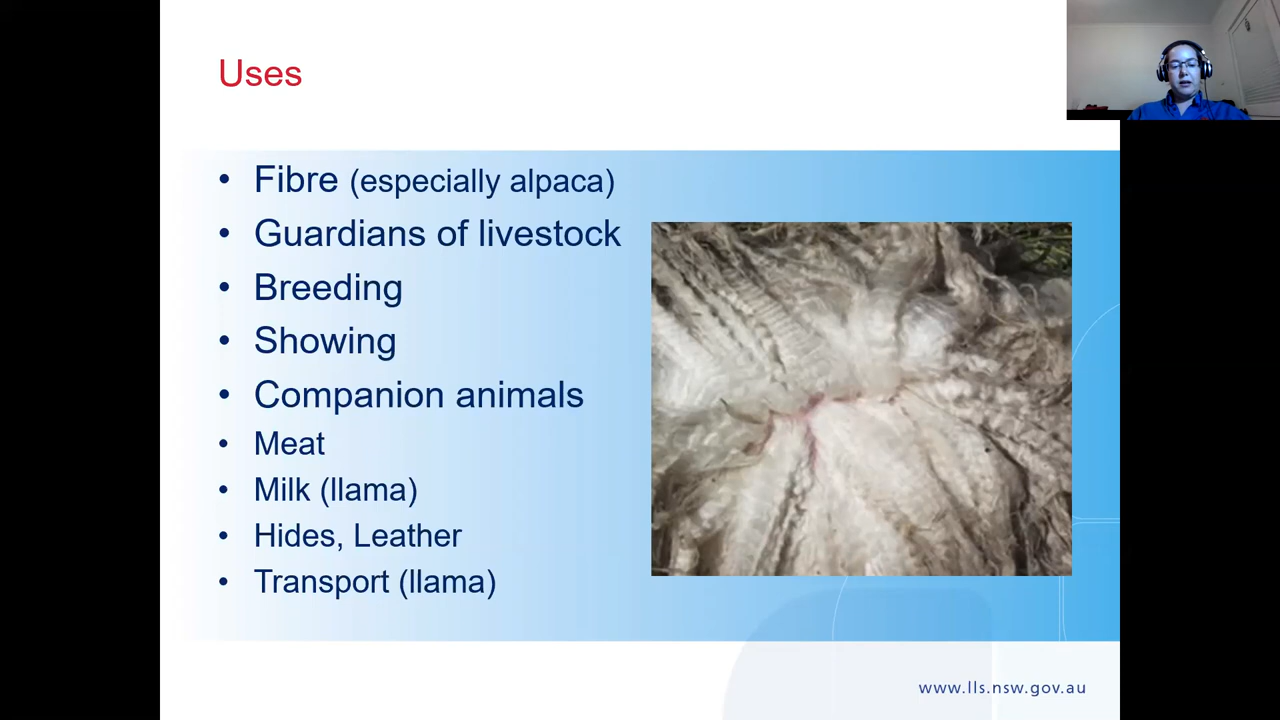 Uses
• Fibre (especially alpaca)
• Guardians of livestock
• Breeding
• Showing
• Companion animals
• Meat
• Milk (llama)
• Hides, Leather
• Transport (llama)
www.lls.nsw.gov.au